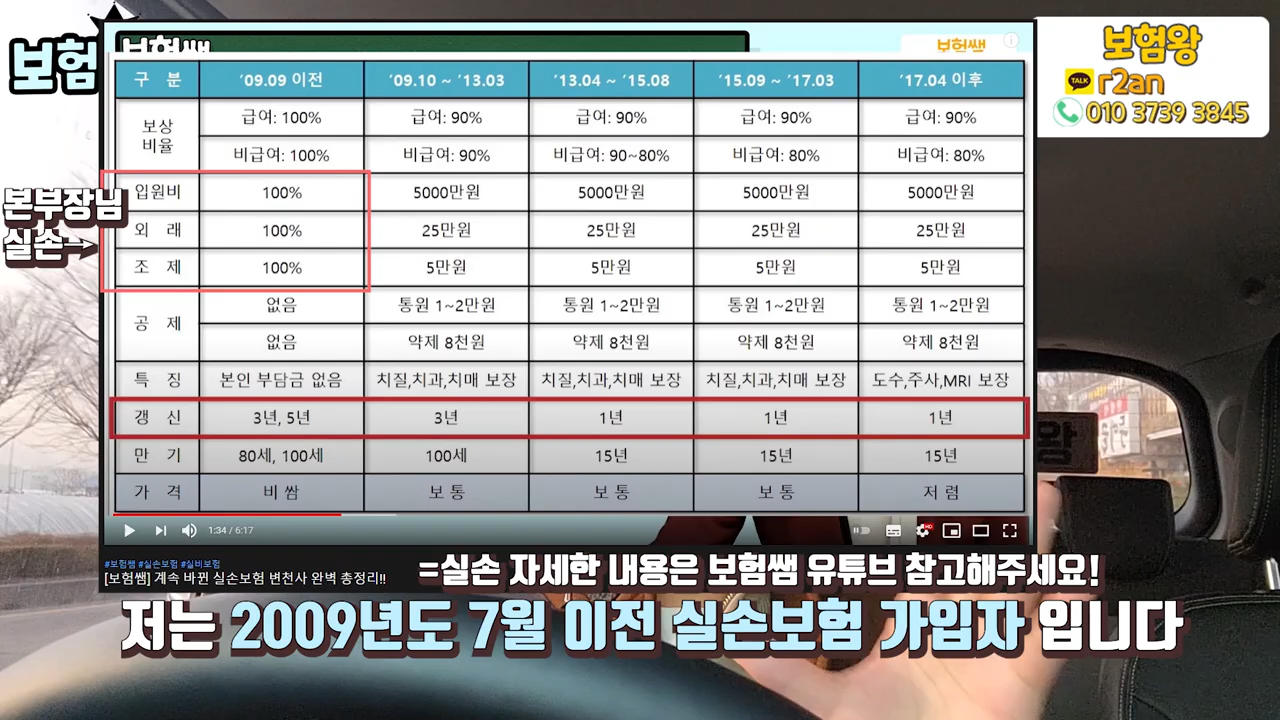 보험
보험쌤
보험쌤
보험왕
TALK r2an
010 3739 3845
구 분 ′09.09 이전 ′09.10 ~ ′13.03 ′13.04 ~ ′15.08 ′15.09 ~ ′17.03 ′17.04 이후
보상 비율 급여: 100% 급여: 90% 급여: 90% 급여: 90% 급여: 90%
비급여: 100% 비급여: 90% 비급여: 90~80% 비급여: 80% 비급여: 80%
입원비 100% 5000만원 5000만원 5000만원 5000만원
외 래 100% 25만원 25만원 25만원 25만원
조 제 100% 5만원 5만원 5만원 5만원
공 제 없음 통원 1~2만원 통원 1~2만원 통원 1~2만원 통원 1~2만원
없음 약제 8천원 약제 8천원 약제 8천원 약제 8천원
특 징 본인 부담금 없음 치질,치과,치매 보장 치질,치과,치매 보장 치질,치과,치매 보장 도수,주사,MRI 보장
갱 신 3년, 5년 3년 1년 1년 1년
만 기 80세, 100세 100세 15년 15년 15년
가 격 비 쌈 보 통 보 통 보 통 저 렴
본부장님
실손→
왕
1:34 / 6:17
HD
#보험쌤 #실손보험 #실비보험
[보험쌤] 계속 바뀐 실손보험 변천사 완벽 총정리!!
=실손 자세한 내용은 보험쌤 유튜브 참고해주세요!
저는 2009년도 7월 이전 실손보험 가입자 입니다